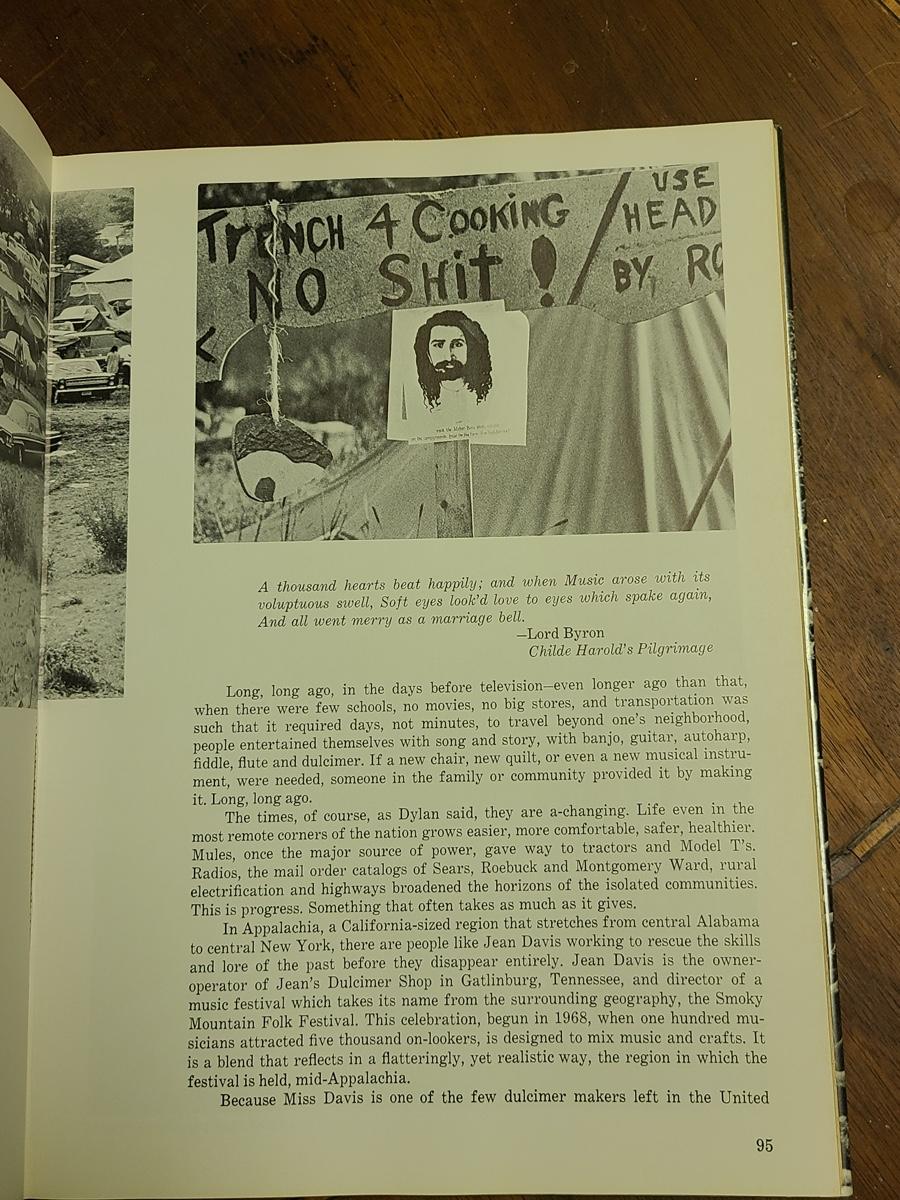 TrENCH 4 COOKING
NO SHit !
USE
HEAD
BY RO
A thousand hearts beat happily; and when Music arose with its
voluptuous swell, Soft eyes look'd love to eyes which spake again,
And all went merry as a marriage bell.
—Lord Byron
Childe Harold's Pilgrimage
Long, long ago, in the days before television—even longer ago than that,
when there were few schools, no movies, no big stores, and transportation was
such that it required days, not minutes, to travel beyond one's neighborhood,
people entertained themselves with song and story, with banjo, guitar, autoharp,
fiddle, flute and dulcimer. If a new chair, new quilt, or even a new musical instru-
ment, were needed, someone in the family or community provided it by making
it. Long, long ago.
The times, of course, as Dylan said, they are a-changing. Life even in the
most remote corners of the nation grows easier, more comfortable, safer, healthier.
Mules, once the major source of power, gave way to tractors and Model T's.
Radios, the mail order catalogs of Sears, Roebuck and Montgomery Ward, rural
electrification and highways broadened the horizons of the isolated communities.
This is progress. Something that often takes as much as it gives.
In Appalachia, a California-sized region that stretches from central Alabama
to central New York, there are people like Jean Davis working to rescue the skills
and lore of the past before they disappear entirely. Jean Davis is the owner-
operator of Jean's Dulcimer Shop in Gatlinburg, Tennessee, and director of a
music festival which takes its name from the surrounding geography, the Smoky
Mountain Folk Festival. This celebration, begun in 1968, when one hundred mu-
sicians attracted five thousand on-lookers, is designed to mix music and crafts. It
is a blend that reflects in a flatteringly, yet realistic way, the region in which the
festival is held, mid-Appalachia.
Because Miss Davis is one of the few dulcimer makers left in the United
95